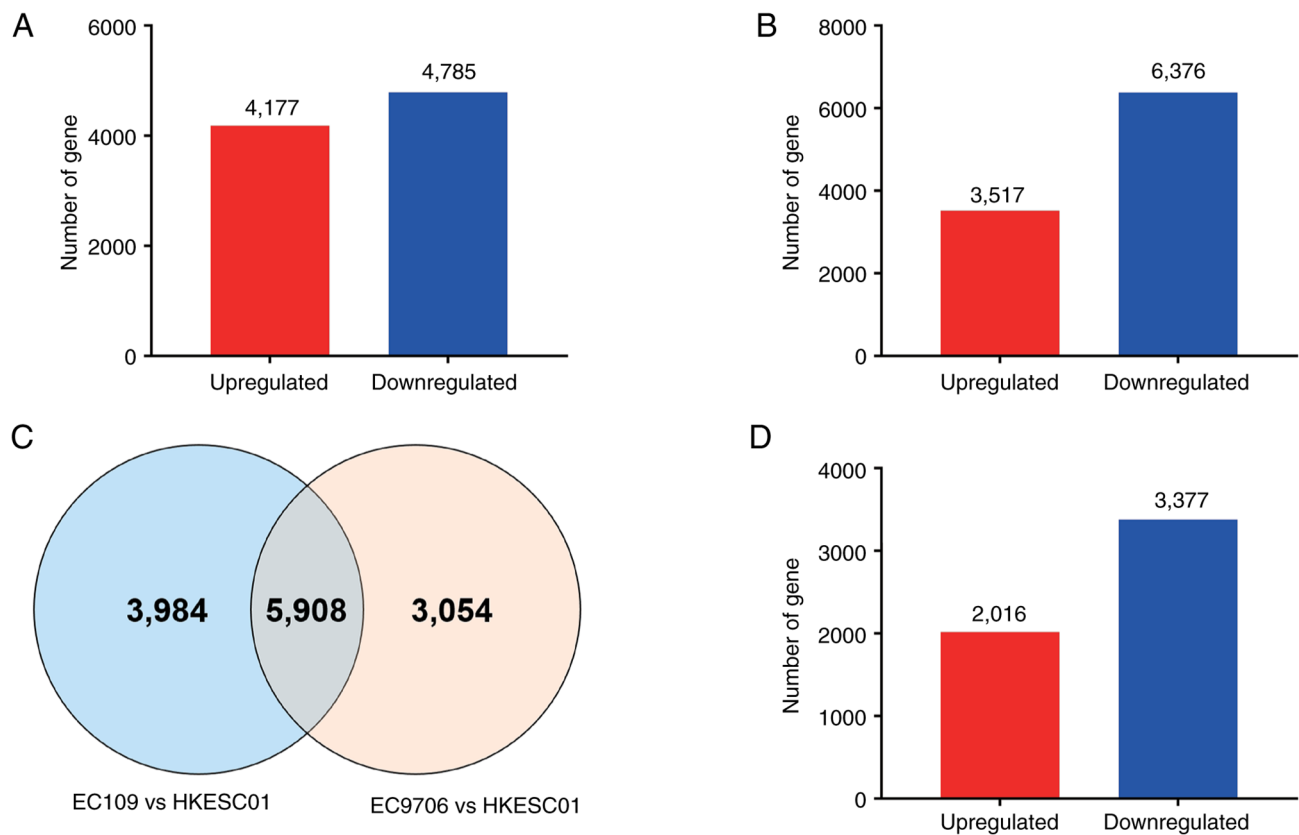 A
Number of gene
6000
4000
2000
0
4,177
4,785
Upregulated
Downregulated
B
Number of gene
8000
6000
4000
2000
0
3,517
6,376
Upregulated
Downregulated
C
3,984
5,908
3,054
EC109 vs HKESC01
EC9706 vs HKESC01
D
Number of gene
4000
3000
2000
1000
0
2,016
3,377
Upregulated
Downregulated